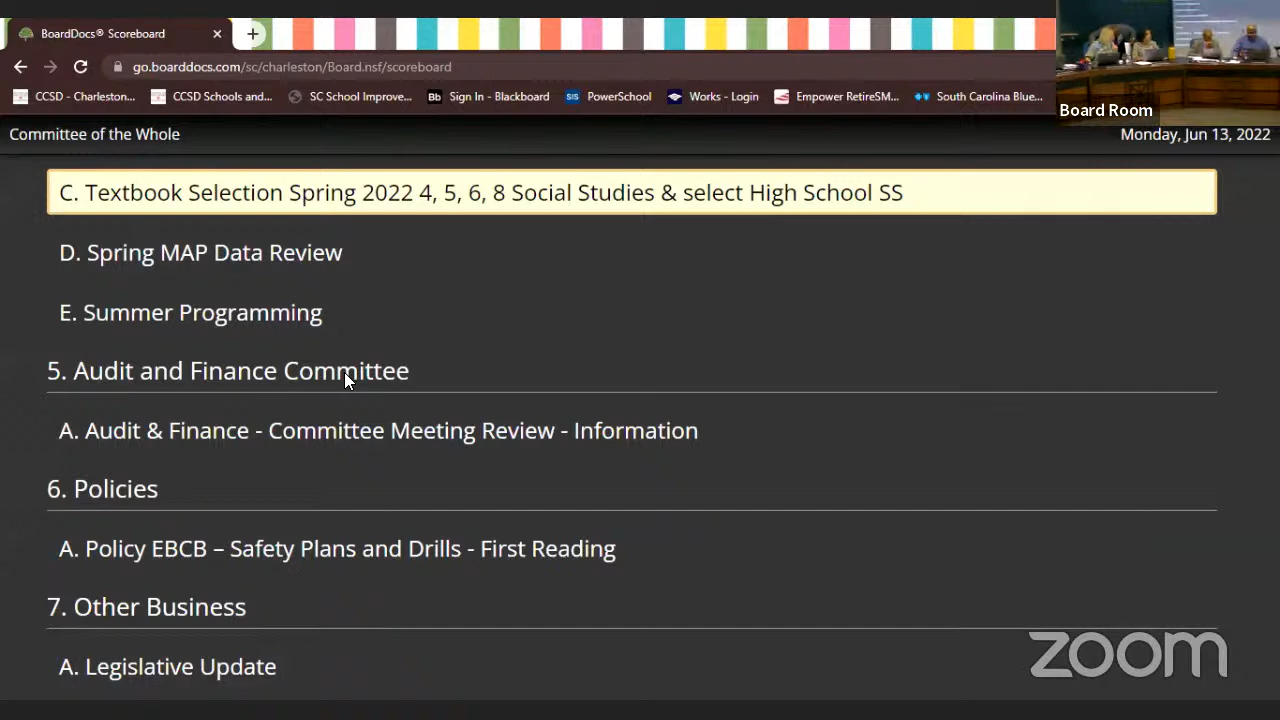 BoardDocs® Scoreboard
go.boarddocs.com/sc/charleston/Board.nsf/scoreboard
CCSD - Charleston...
CCSD Schools and...
SC School Improve...
Bb Sign In - Blackboard
SIS PowerSchool
Works - Login
Empower RetireSM...
South Carolina Blue...
Board Room
Committee of the Whole
Monday, Jun 13, 2022
C. Textbook Selection Spring 2022 4, 5, 6, 8 Social Studies & select High School SS
D. Spring MAP Data Review
E. Summer Programming
5. Audit and Finance Committee
A. Audit & Finance - Committee Meeting Review - Information
6. Policies
A. Policy EBCB – Safety Plans and Drills - First Reading
7. Other Business
A. Legislative Update
zoom